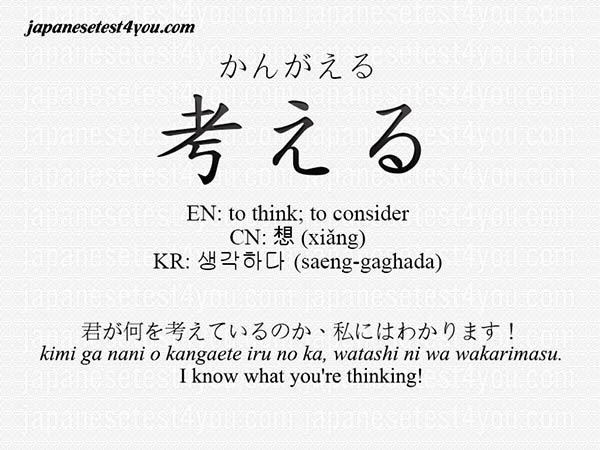 japanesetest4you.com
かんがえる
考える
EN: to think; to consider
CN: 想 (xiǎng)
KR: 생각하다 (saeng-gaghada)
君が何を考えているのか、私にはわかります！
kimi ga nani o kangaete iru no ka, watashi ni wa wakarimasu.
I know what you're thinking!